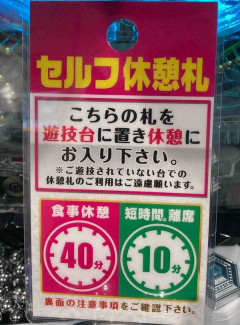 セルフ休憩札
こちらの札を
遊技台に置き休憩に
お入り下さい。
※ご遊技されていない台での
休憩札のご利用はご遠慮願います。
食事休憩
40分
短時間離席
10分
裏面の注意事項をご確認下さい。